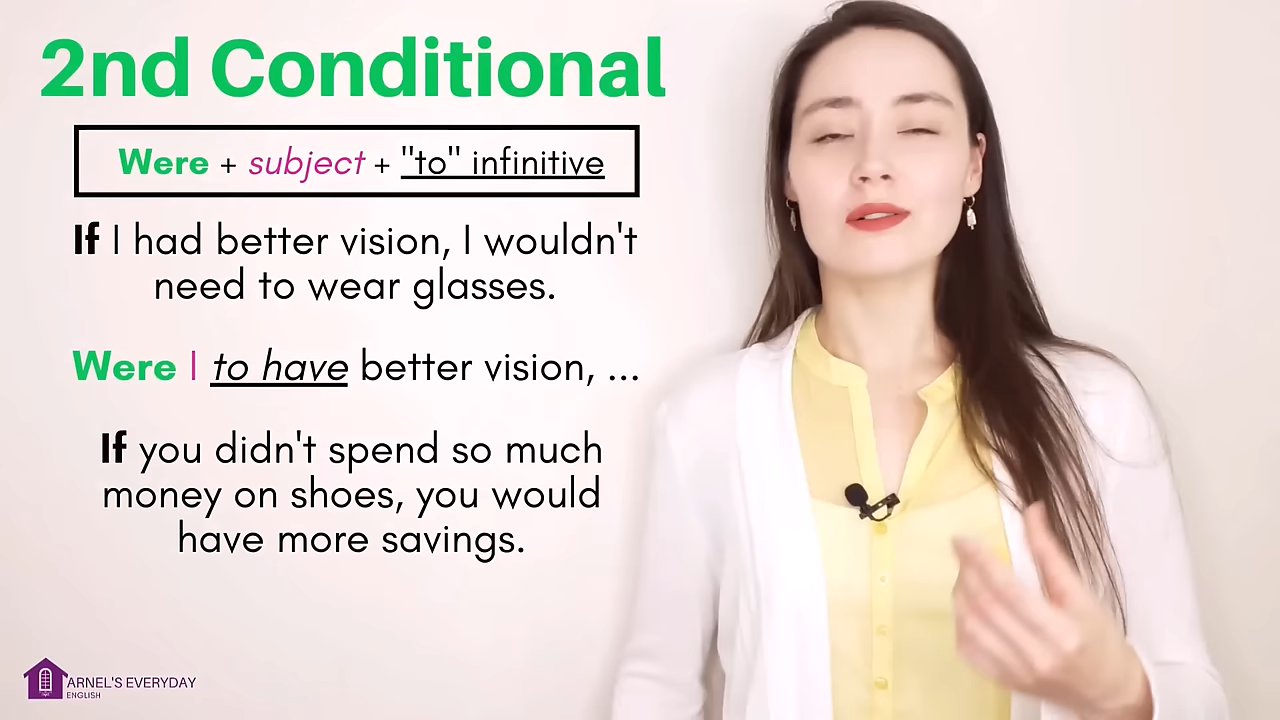 2nd Conditional
Were + subject + "to" infinitive
If I had better vision, I wouldn't
need to wear glasses.
Were I to have better vision, ...
If you didn't spend so much
money on shoes, you would
have more savings.
ARNEL'S EVERYDAY
ENGLISH